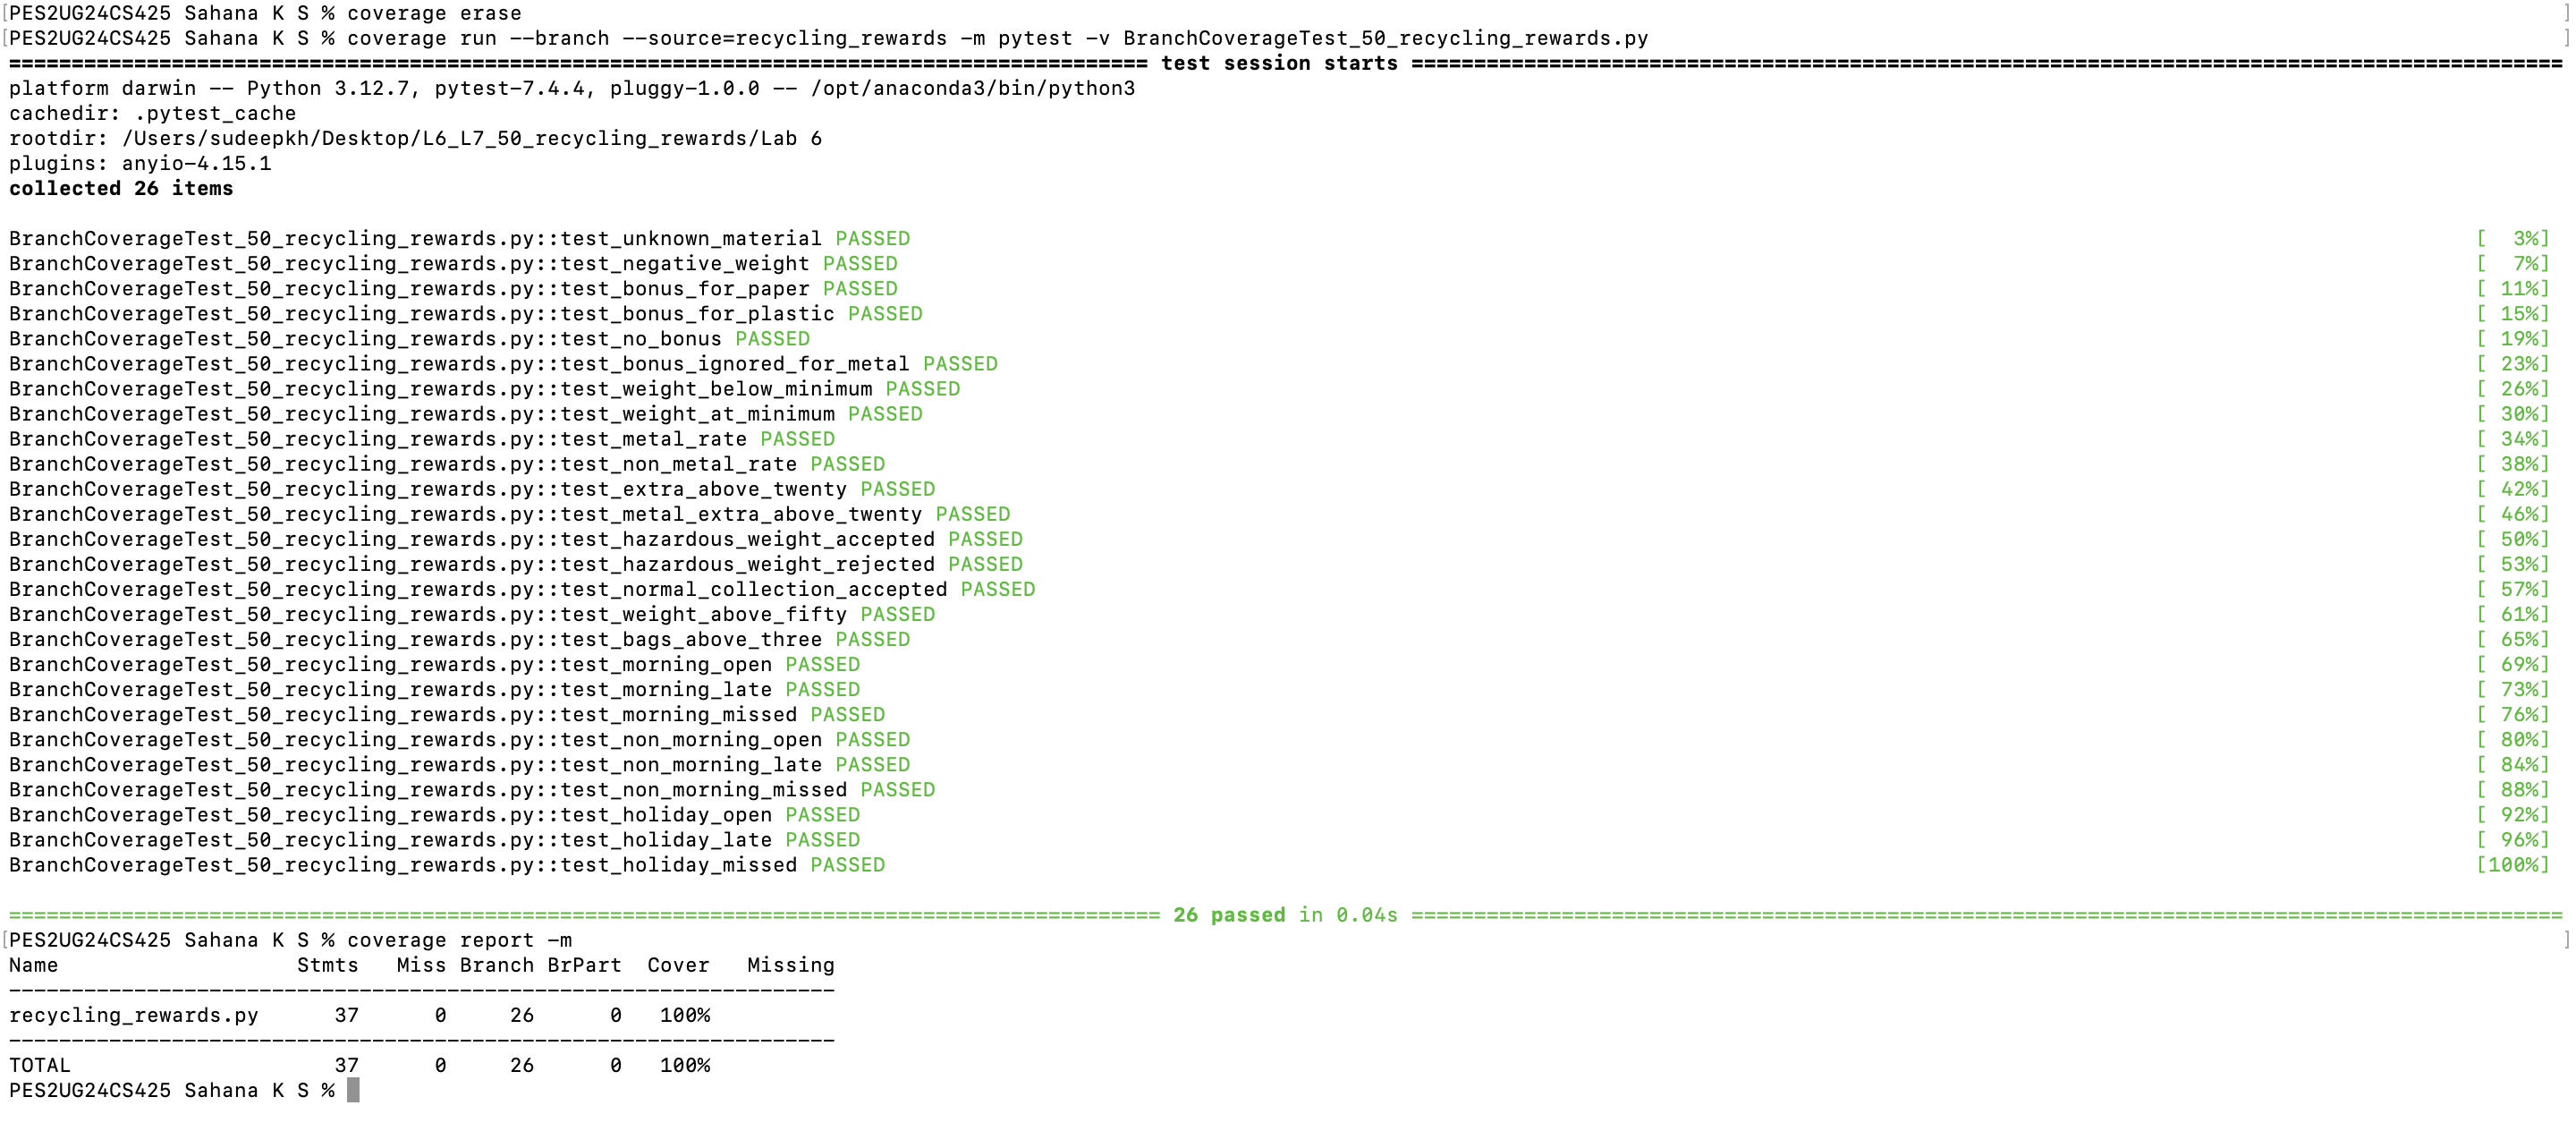 [PES2UG24CS425 Sahana K S % coverage erase ]
[PES2UG24CS425 Sahana K S % coverage run --branch --source=recycling_rewards -m pytest -v BranchCoverageTest_50_recycling_rewards.py ]
=========================================================================================== test session starts ============================================================================================
platform darwin -- Python 3.12.7, pytest-7.4.4, pluggy-1.0.0 -- /opt/anaconda3/bin/python3
cachedir: .pytest_cache
rootdir: /Users/sudeepkh/Desktop/L6_L7_50_recycling_rewards/Lab 6
plugins: anyio-4.15.1
collected 26 items
BranchCoverageTest_50_recycling_rewards.py::test_unknown_material PASSED [  3%]
BranchCoverageTest_50_recycling_rewards.py::test_negative_weight PASSED [  7%]
BranchCoverageTest_50_recycling_rewards.py::test_bonus_for_paper PASSED [ 11%]
BranchCoverageTest_50_recycling_rewards.py::test_bonus_for_plastic PASSED [ 15%]
BranchCoverageTest_50_recycling_rewards.py::test_no_bonus PASSED [ 19%]
BranchCoverageTest_50_recycling_rewards.py::test_bonus_ignored_for_metal PASSED [ 23%]
BranchCoverageTest_50_recycling_rewards.py::test_weight_below_minimum PASSED [ 26%]
BranchCoverageTest_50_recycling_rewards.py::test_weight_at_minimum PASSED [ 30%]
BranchCoverageTest_50_recycling_rewards.py::test_metal_rate PASSED [ 34%]
BranchCoverageTest_50_recycling_rewards.py::test_non_metal_rate PASSED [ 38%]
BranchCoverageTest_50_recycling_rewards.py::test_extra_above_twenty PASSED [ 42%]
BranchCoverageTest_50_recycling_rewards.py::test_metal_extra_above_twenty PASSED [ 46%]
BranchCoverageTest_50_recycling_rewards.py::test_hazardous_weight_accepted PASSED [ 50%]
BranchCoverageTest_50_recycling_rewards.py::test_hazardous_weight_rejected PASSED [ 53%]
BranchCoverageTest_50_recycling_rewards.py::test_normal_collection_accepted PASSED [ 57%]
BranchCoverageTest_50_recycling_rewards.py::test_weight_above_fifty PASSED [ 61%]
BranchCoverageTest_50_recycling_rewards.py::test_bags_above_three PASSED [ 65%]
BranchCoverageTest_50_recycling_rewards.py::test_morning_open PASSED [ 69%]
BranchCoverageTest_50_recycling_rewards.py::test_morning_late PASSED [ 73%]
BranchCoverageTest_50_recycling_rewards.py::test_morning_missed PASSED [ 76%]
BranchCoverageTest_50_recycling_rewards.py::test_non_morning_open PASSED [ 80%]
BranchCoverageTest_50_recycling_rewards.py::test_non_morning_late PASSED [ 84%]
BranchCoverageTest_50_recycling_rewards.py::test_non_morning_missed PASSED [ 88%]
BranchCoverageTest_50_recycling_rewards.py::test_holiday_open PASSED [ 92%]
BranchCoverageTest_50_recycling_rewards.py::test_holiday_late PASSED [ 96%]
BranchCoverageTest_50_recycling_rewards.py::test_holiday_missed PASSED [100%]
============================================================================================ 26 passed in 0.04s ============================================================================================
[PES2UG24CS425 Sahana K S % coverage report -m ]
Name                   Stmts   Miss Branch BrPart  Cover   Missing
------------------------------------------------------------------
recycling_rewards.py      37      0     26      0   100%
------------------------------------------------------------------
TOTAL                     37      0     26      0   100%
PES2UG24CS425 Sahana K S %